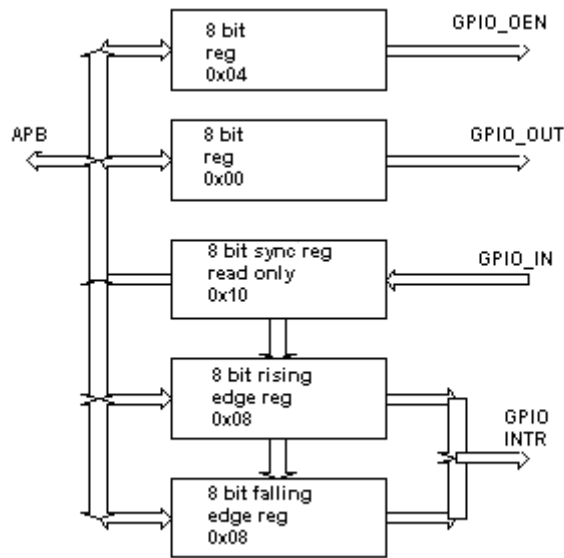 8 bit
reg
0x04
GPIO_OEN
APB
8 bit
reg
0x00
GPIO_OUT
8 bit sync reg
read only
0x10
GPIO_IN
8 bit rising
edge reg
0x08
GPIO
INTR
8 bit falling
edge reg
0x08